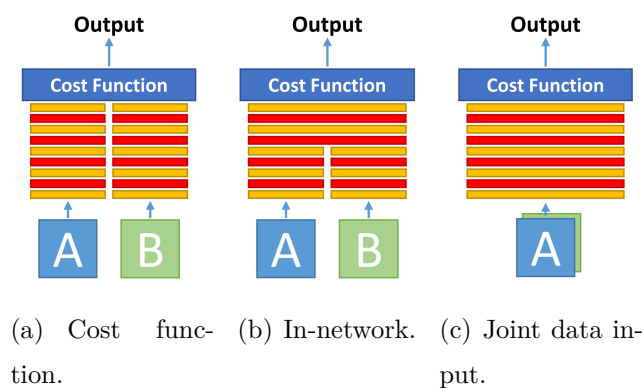 Output Output Output
Cost Function Cost Function Cost Function
A B A B A
(a) Cost func- (b) In-network. (c) Joint data in-
tion. put.